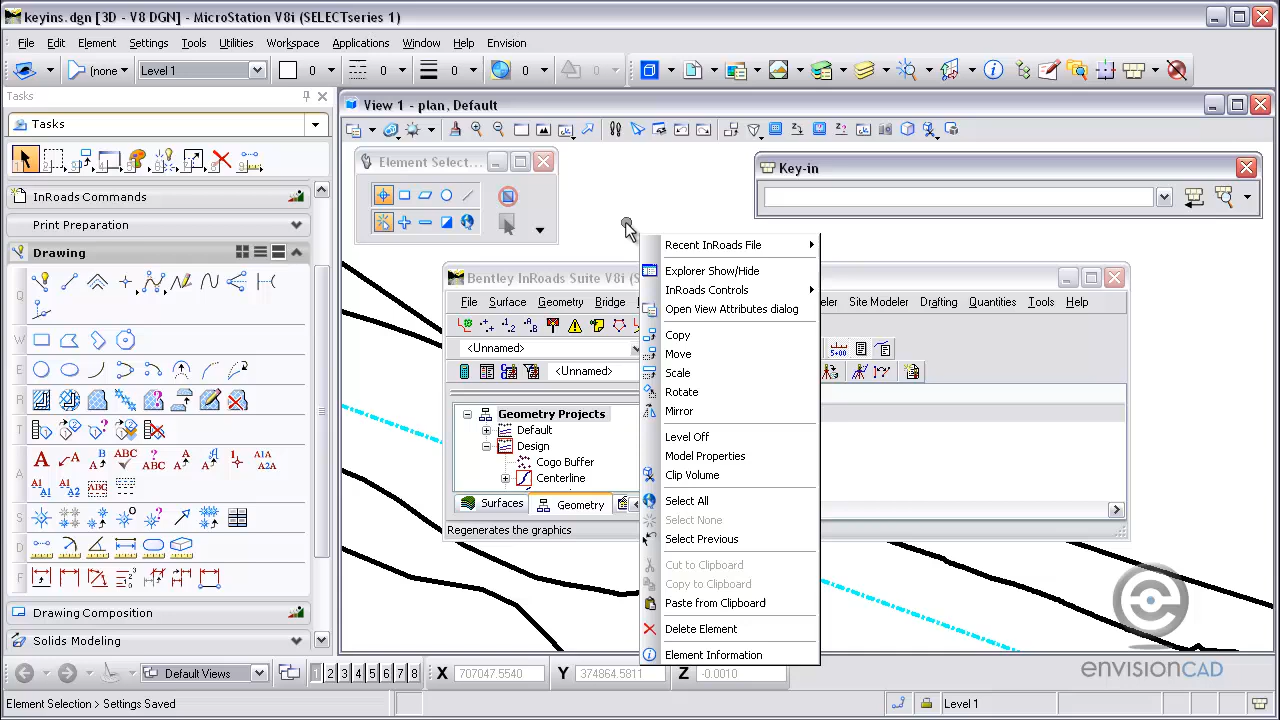 keyins.dgn [3D - V8 DGN] - MicroStation V8i (SELECTseries 1)
File Edit Element Settings Tools Utilities Workspace Applications Window Help Envision
(none Level 1 0 0 0 0 0
Tasks
View 1 - plan, Default
Tasks
Element Select...
Key-in
InRoads Commands
Print Preparation
Drawing
Recent InRoads File
Explorer Show/Hide
InRoads Controls
Open View Attributes dialog
Copy
Move
Scale
Rotate
Mirror
Level Off
Model Properties
Clip Volume
Select All
Select None
Select Previous
Cut to Clipboard
Copy to Clipboard
Paste from Clipboard
Delete Element
Element Information
Bentley InRoads Suite V8i (S
File Surface Geometry Bridge
eler Site Modeler Drafting Quantities Tools Help
<Unnamed>
<Unnamed>
Geometry Projects
Default
Design
Cogo Buffer
Centerline
Surfaces Geometry
Regenerates the graphics
Q
W
E
R
T
A
S
D
F
Drawing Composition
Solids Modeling
envisionCAD
Default Views 1 2 3 4 5 6 7 8 X 707047.5540 Y 374864.5811 Z -0.0010
Element Selection > Settings Saved
Level 1